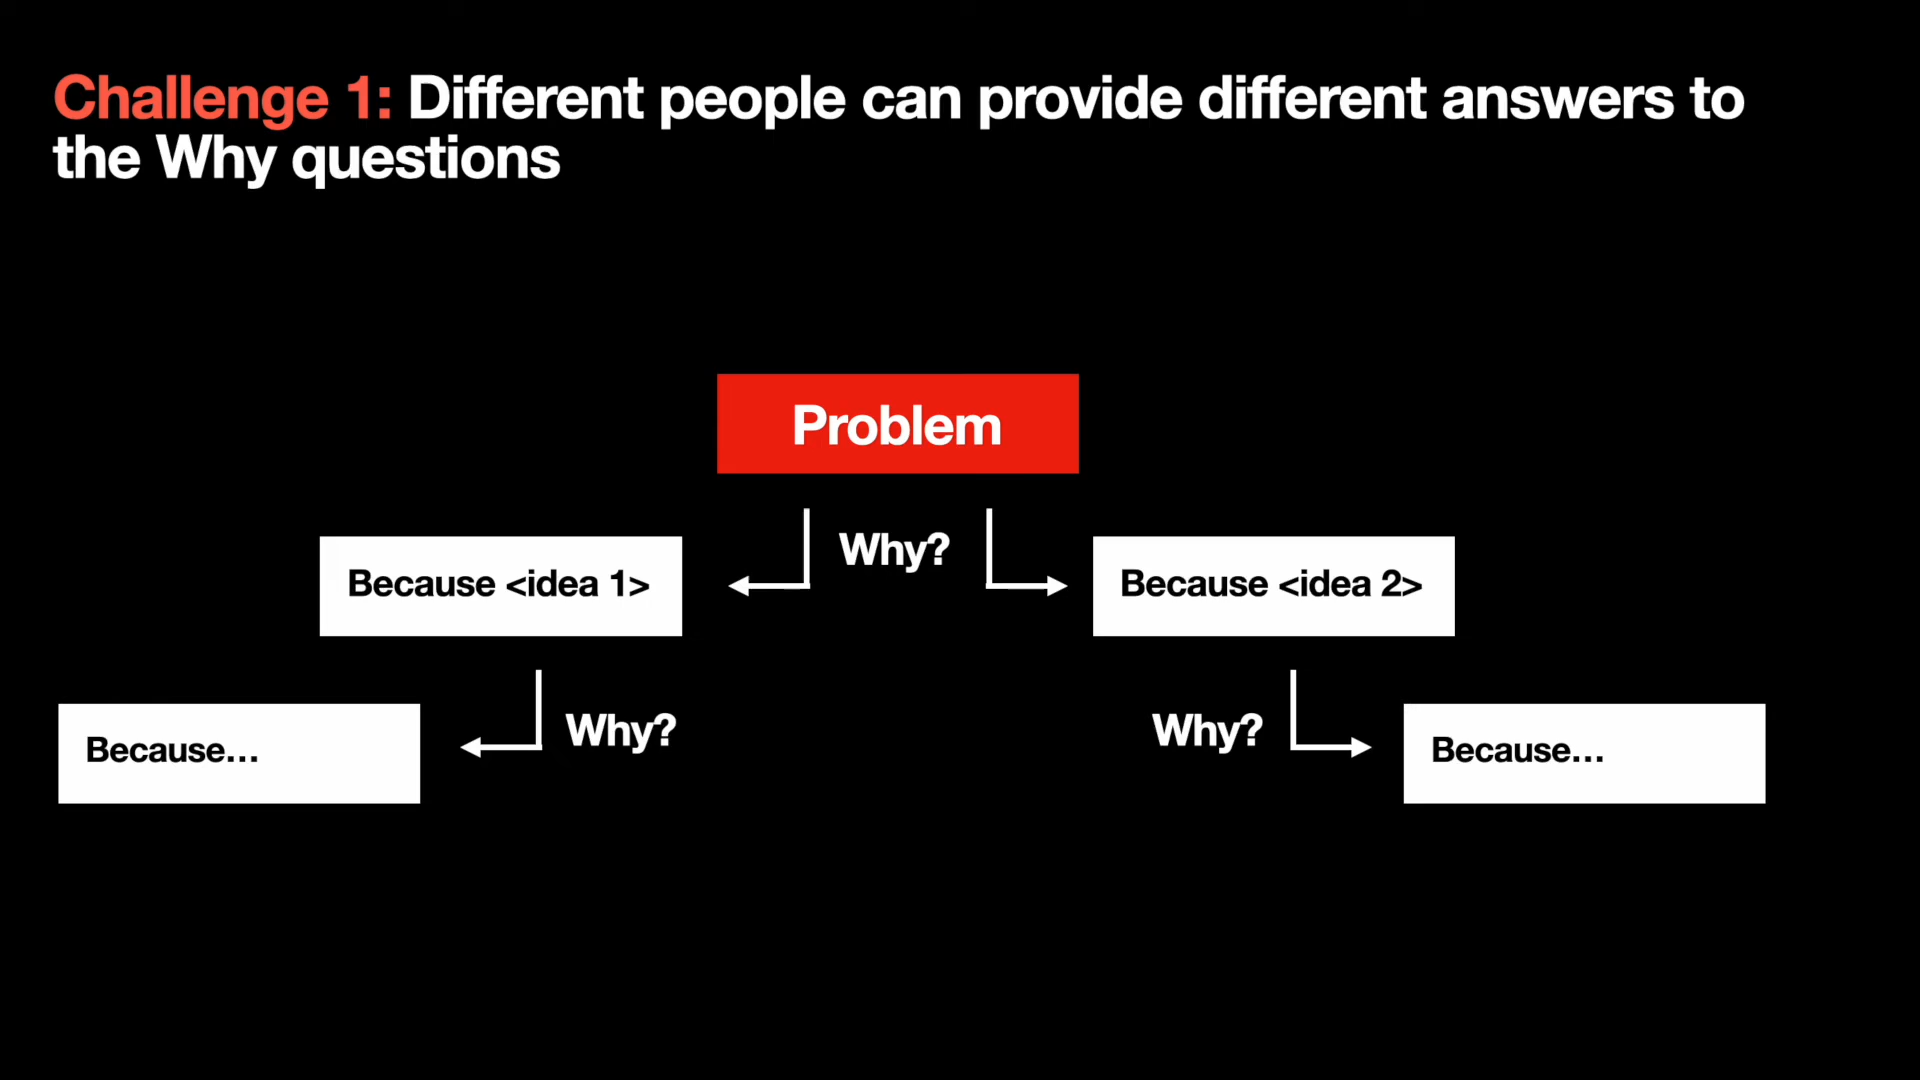 Challenge 1: Different people can provide different answers to
the Why questions
Problem
Why?
Because <idea 1>
Because <idea 2>
Why?
Why?
Because…
Because…